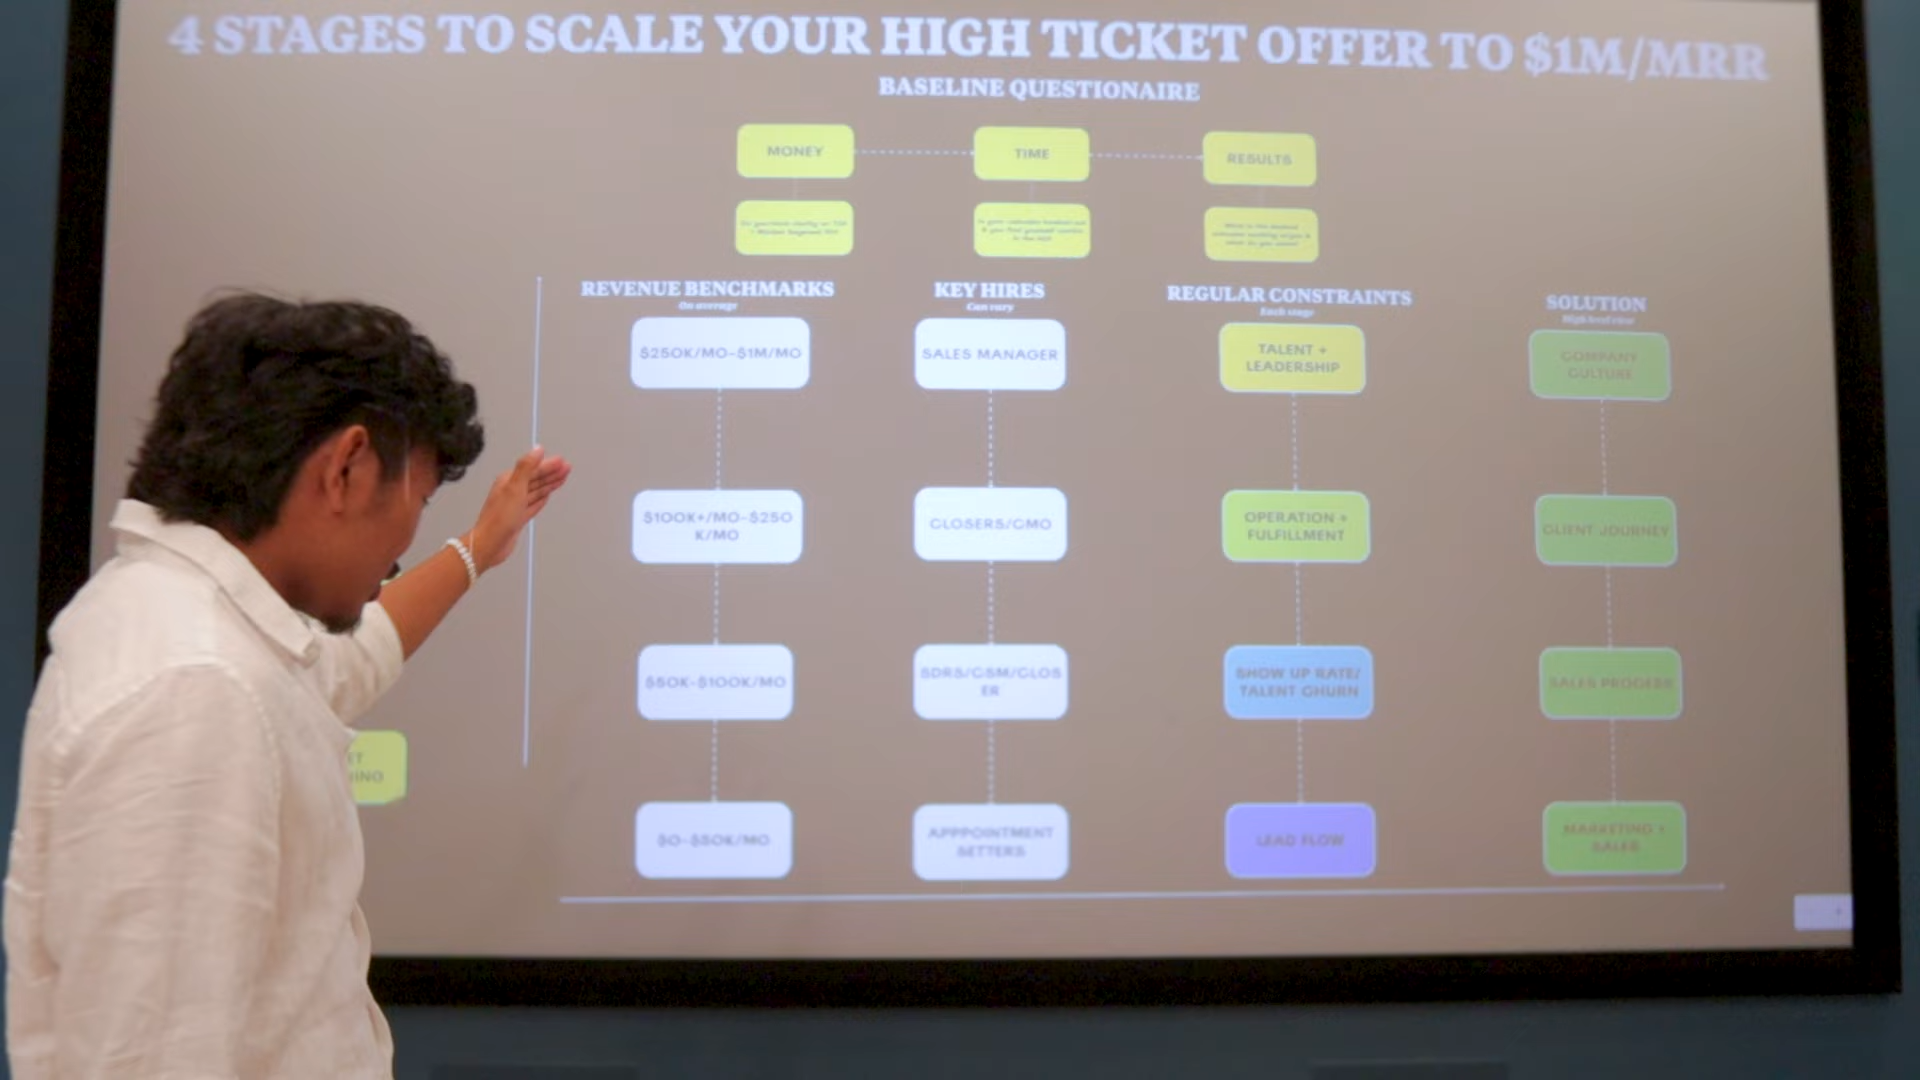 4 STAGES TO SCALE YOUR HIGH TICKET OFFER TO $1M/MRR
BASELINE QUESTIONAIRE
MONEY
TIME
RESULTS
REVENUE BENCHMARKS
On average
KEY HIRES
Can vary
REGULAR CONSTRAINTS
Each stage
SOLUTION
High level view
$250K/MO-$1M/MO
SALES MANAGER
TALENT +
LEADERSHIP
COMPANY
CULTURE
$100K+/MO-$250
K/MO
CLOSERS/CMO
OPERATION +
FULFILLMENT
CLIENT JOURNEY
$50K-$100K/MO
SDRS/CSM/CLOS
ER
SHOW UP RATE/
TALENT CHURN
SALES PROCESS
$0-$50K/MO
APPPOINTMENT
SETTERS
LEAD FLOW
MARKETING +
SALES